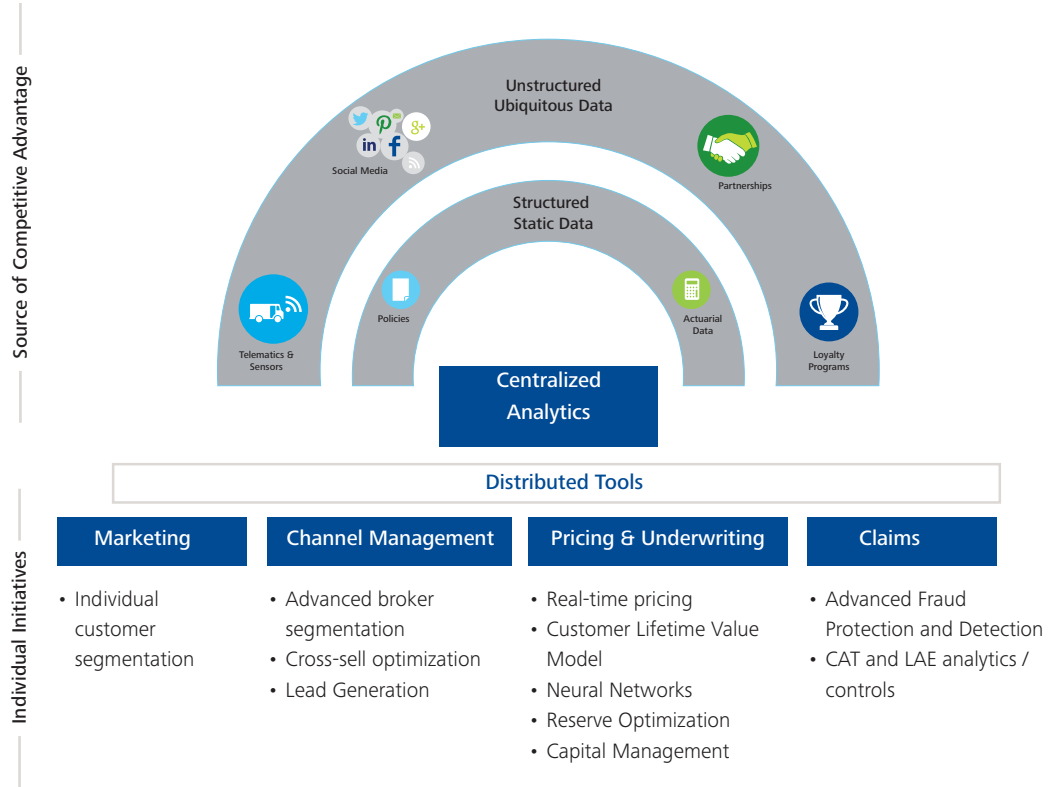 Source of Competitive Advantage
Unstructured
Ubiquitous Data
g+
in
f
Social Media
Partnerships
Structured
Static Data
Policies
Actuarial
Data
Telematics &
Sensors
Loyalty
Programs
Centralized
Analytics
Distributed Tools
Individual Initiatives
Marketing
• Individual
customer
segmentation
Channel Management
• Advanced broker
segmentation
• Cross-sell optimization
• Lead Generation
Pricing & Underwriting
• Real-time pricing
• Customer Lifetime Value
Model
• Neural Networks
• Reserve Optimization
• Capital Management
Claims
• Advanced Fraud
Protection and Detection
• CAT and LAE analytics /
controls